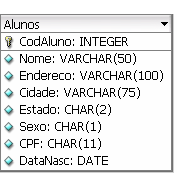 Alunos
CodAluno: INTEGER
Nome: VARCHAR(50)
Endereco: VARCHAR(100)
Cidade: VARCHAR(75)
Estado: CHAR(2)
Sexo: CHAR(1)
CPF: CHAR(11)
DataNasc: DATE